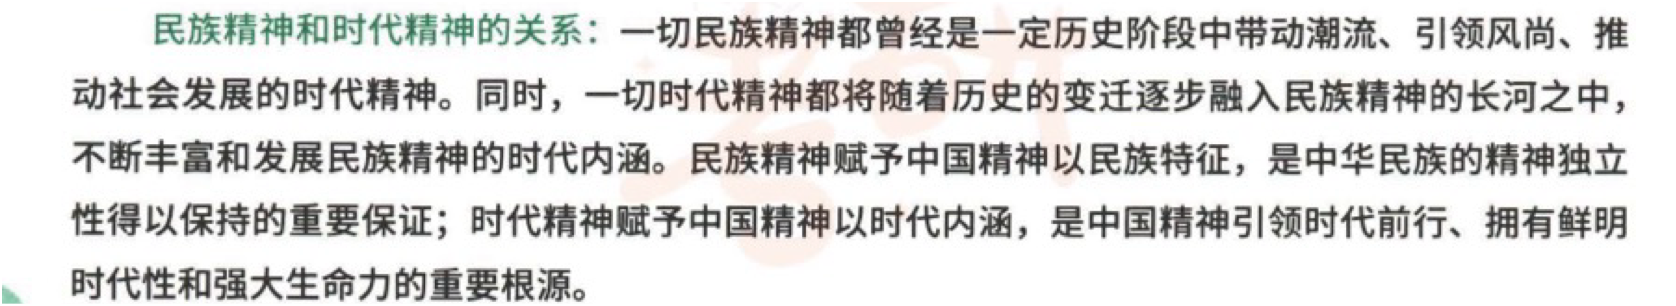 民族精神和时代精神的关系：一切民族精神都曾经是一定历史阶段中带动潮流、引领风尚、推
动社会发展的时代精神。同时，一切时代精神都将随着历史的变迁逐步融入民族精神的长河之中，
不断丰富和发展民族精神的时代内涵。民族精神赋予中国精神以民族特征，是中华民族的精神独立
性得以保持的重要保证；时代精神赋予中国精神以时代内涵，是中国精神引领时代前行、拥有鲜明
时代性和强大生命力的重要根源。